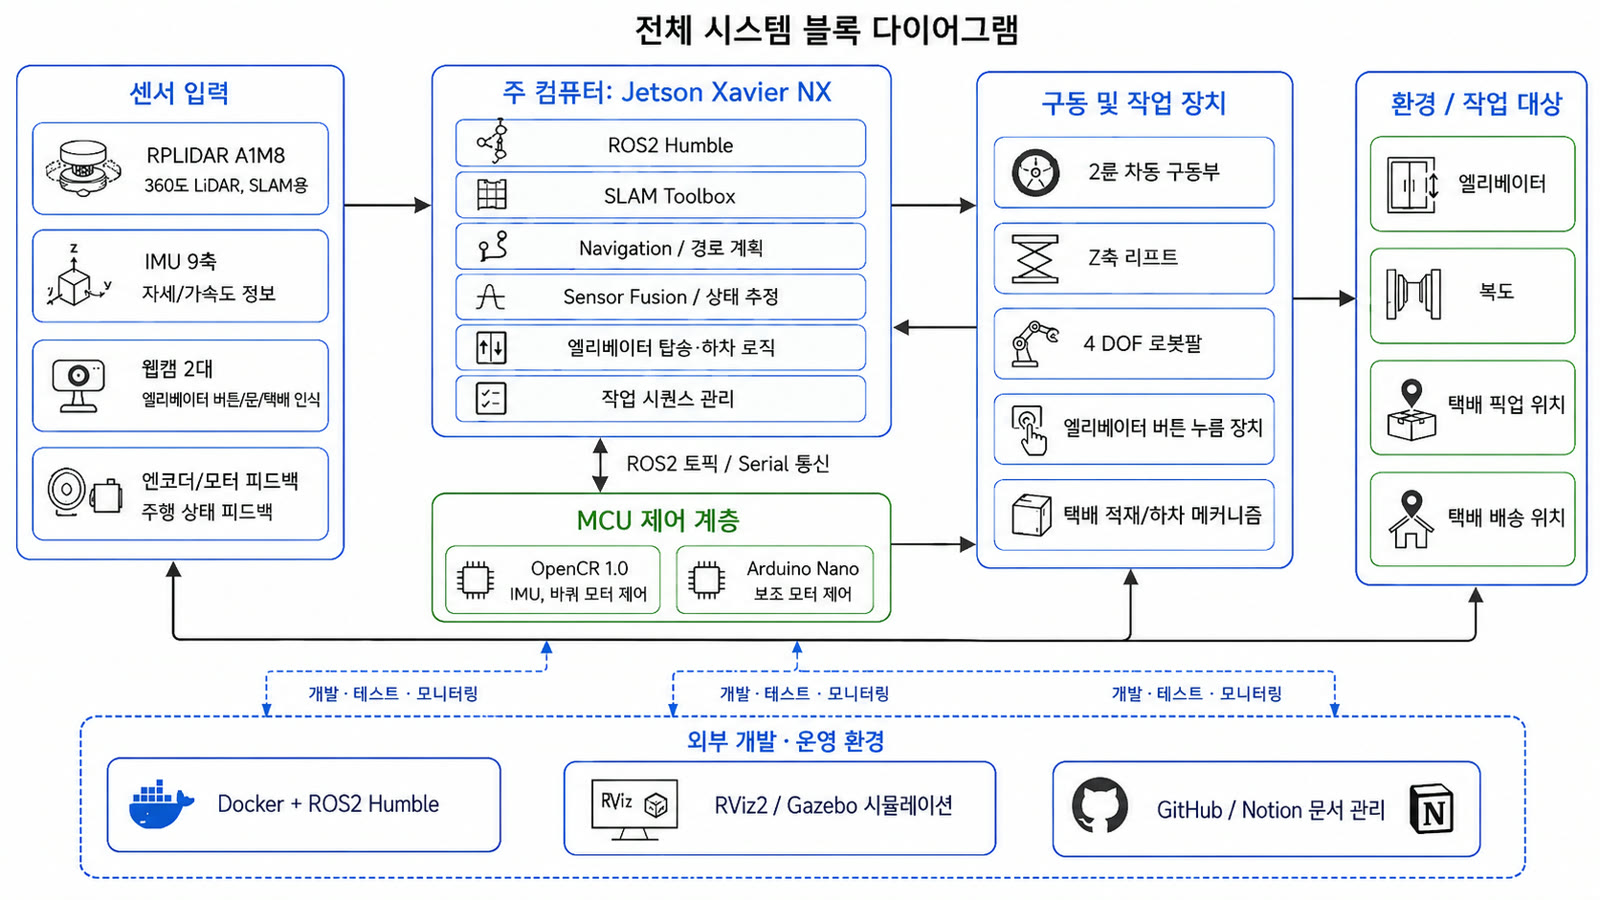 전체 시스템 블록 다이어그램
센서 입력
RPLIDAR A1M8
360도 LiDAR, SLAM용
Z
y
y
IMU 9축
자세/가속도 정보
웹캠 2대
엘리베이터 버튼/문/택배 인식
엔코더/모터 피드백
주행 상태 피드백
주 컴퓨터: Jetson Xavier NX
ROS2 Humble
SLAM Toolbox
Navigation / 경로 계획
Sensor Fusion / 상태 추정
엘리베이터 탑승·하차 로직
작업 시퀀스 관리
ROS2 토픽 / Serial 통신
MCU 제어 계층
OpenCR 1.0
IMU, 바퀴 모터 제어
Arduino Nano
보조 모터 제어
구동 및 작업 장치
2륜 차동 구동부
Z축 리프트
4 DOF 로봇팔
엘리베이터 버튼 누름 장치
택배 적재/하차 메커니즘
환경 / 작업 대상
엘리베이터
복도
택배 픽업 위치
택배 배송 위치
개발 · 테스트 · 모니터링
개발 · 테스트 · 모니터링
개발 · 테스트 · 모니터링
외부 개발 · 운영 환경
Docker + ROS2 Humble
RViz
RViz2 / Gazebo 시뮬레이션
GitHub / Notion 문서 관리
N